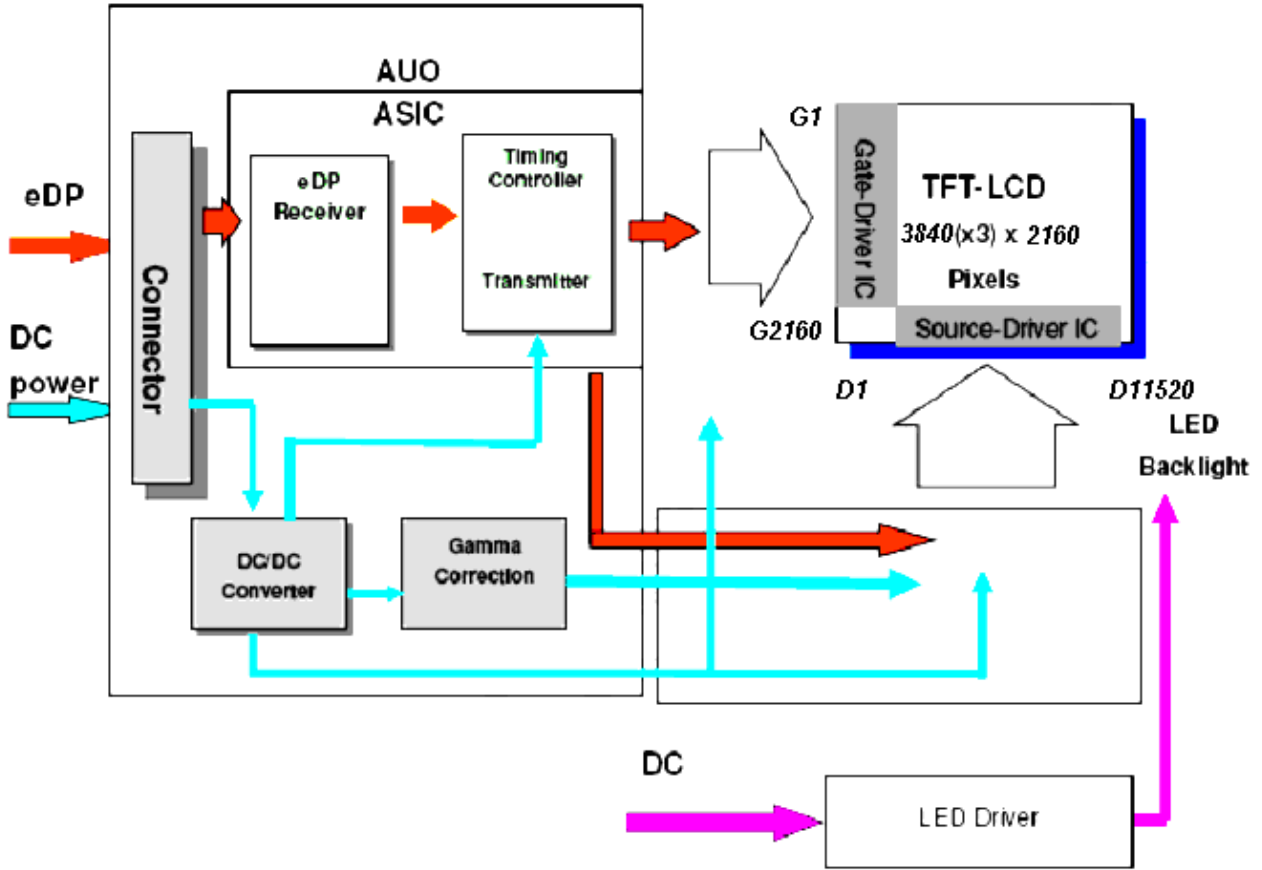 AUO
ASIC
eDP
DC
power
Connector
eDP
Receiver
Timing
Controller
Transmitter
DC/DC
Converter
Gamma
Correction
G1
G2160
Gate-Driver IC
TFT-LCD
3840(x3) x 2160
Pixels
Source-Driver IC
D1
D11520
LED
Backlight
DC
LED Driver